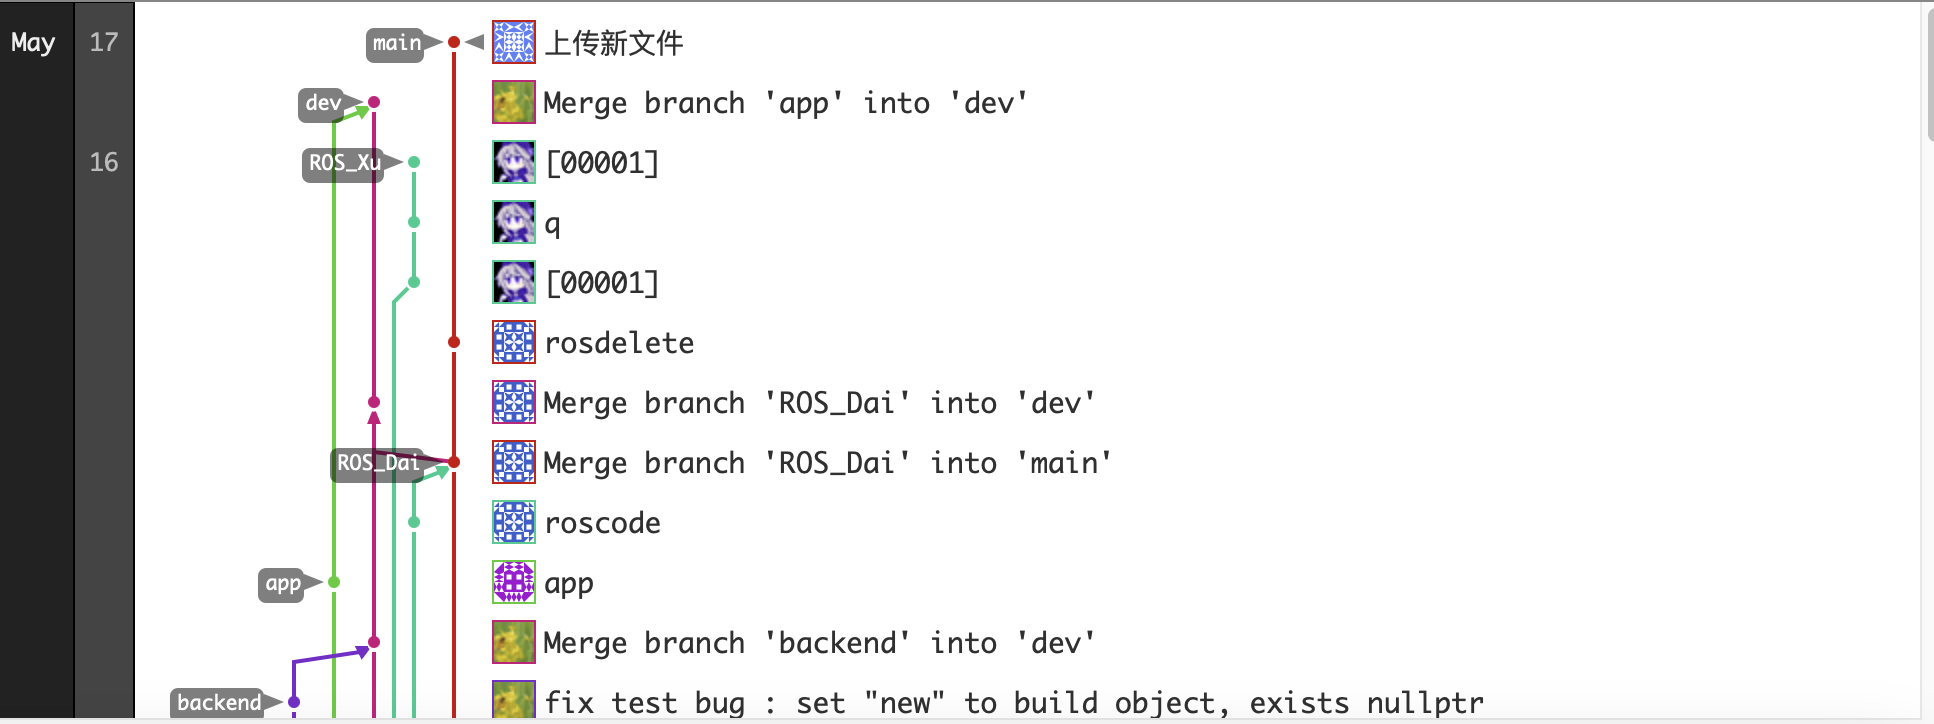 May 17 main 上传新文件
dev Merge branch 'app' into 'dev'
16 ROS_Xu [00001]
q
[00001]
rosdelete
Merge branch 'ROS_Dai' into 'dev'
ROS_Dai Merge branch 'ROS_Dai' into 'main'
roscode
app app
Merge branch 'backend' into 'dev'
backend fix test bug : set "new" to build object, exists nullptr